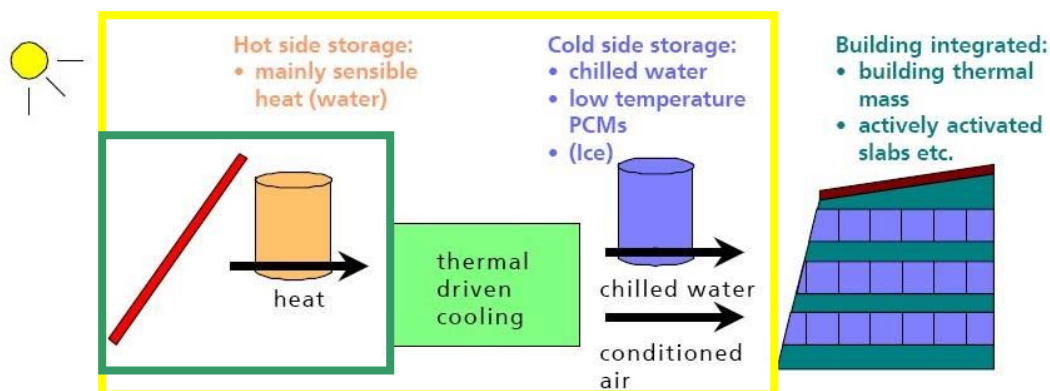 Hot side storage:
• mainly sensible
heat (water)
Cold side storage:
• chilled water
• low temperature
PCMs
• (Ice)
Building integrated:
• building thermal
mass
• actively activated
slabs etc.
heat
thermal
driven
cooling
chilled water
conditioned
air